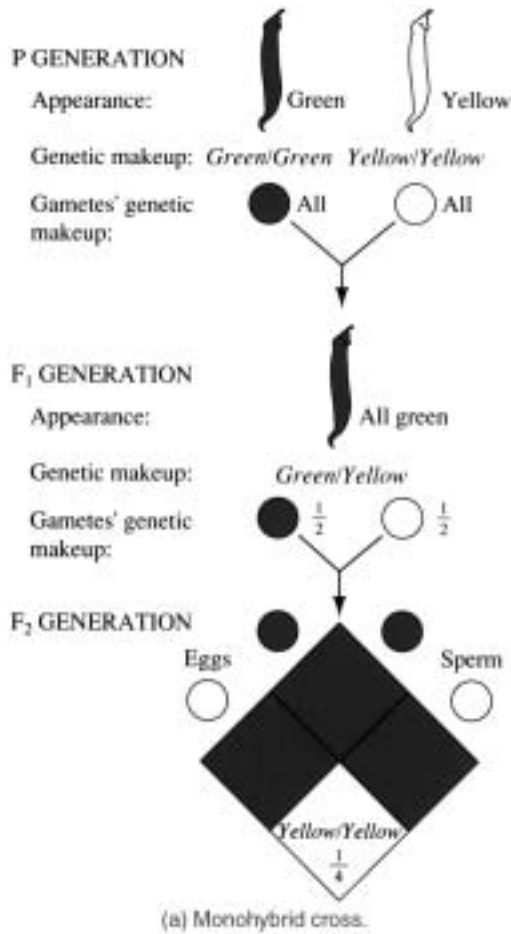 P GENERATION
Appearance: Green Yellow
Genetic makeup: Green/Green Yellow/Yellow
Gametes' genetic All All
makeup:
F₁ GENERATION
Appearance: All green
Genetic makeup: Green/Yellow
Gametes' genetic 1/2 1/2
makeup:
F₂ GENERATION
Eggs Sperm
Yellow/Yellow
1/4
(a) Monohybrid cross.